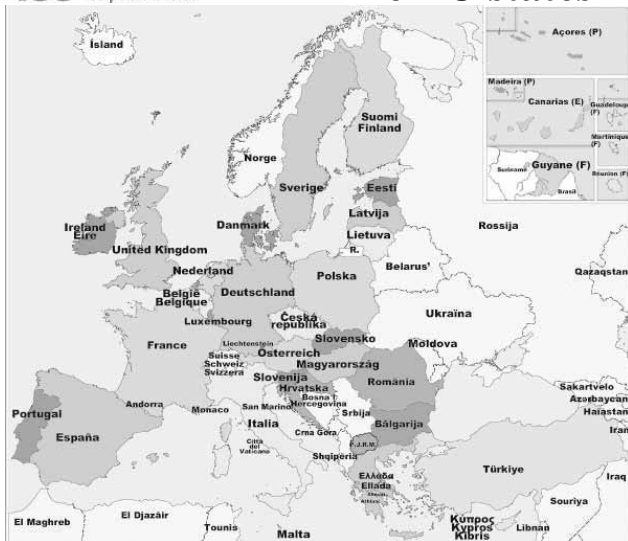 Ísland
Açores (P)
Madeira (P)
Canarias (E)
Guadeloupe (F)
Martinique (F)
Réunion (F)
Guyane (F)
Suriname
Brasil
Suomi
Finland
Norge
Sverige
Eesti
Latvija
Lietuva
R.
Rossija
Danmark
Ireland
Éire
United Kingdom
Nederland
België
Belgique
Deutschland
Polska
Belarus'
Qazaqstan
Ukraïna
Luxembourg
Česká
republika
Slovensko
Moldova
France
Liechtenstein
Suisse
Schweiz
Svizzera
Österreich
Magyarország
România
Slovenija
Hrvatska
Bosna i
Hercegovina
Srbija
Sakartvelo
Azərbaycan
Haïastan
Andorra
Monaco
San Marino
Portugal
España
Italia
Città
del
Vaticano
Crna Gora
Bălgarija
F.J.R.M.
Shqipëria
Ελλάδα
Ellada
Türkiye
Iran
Iraq
Souriya
El Maghreb
El Djazâir
Tounis
Malta
Κύπρος
Kypros
Kıbrıs
Libnán